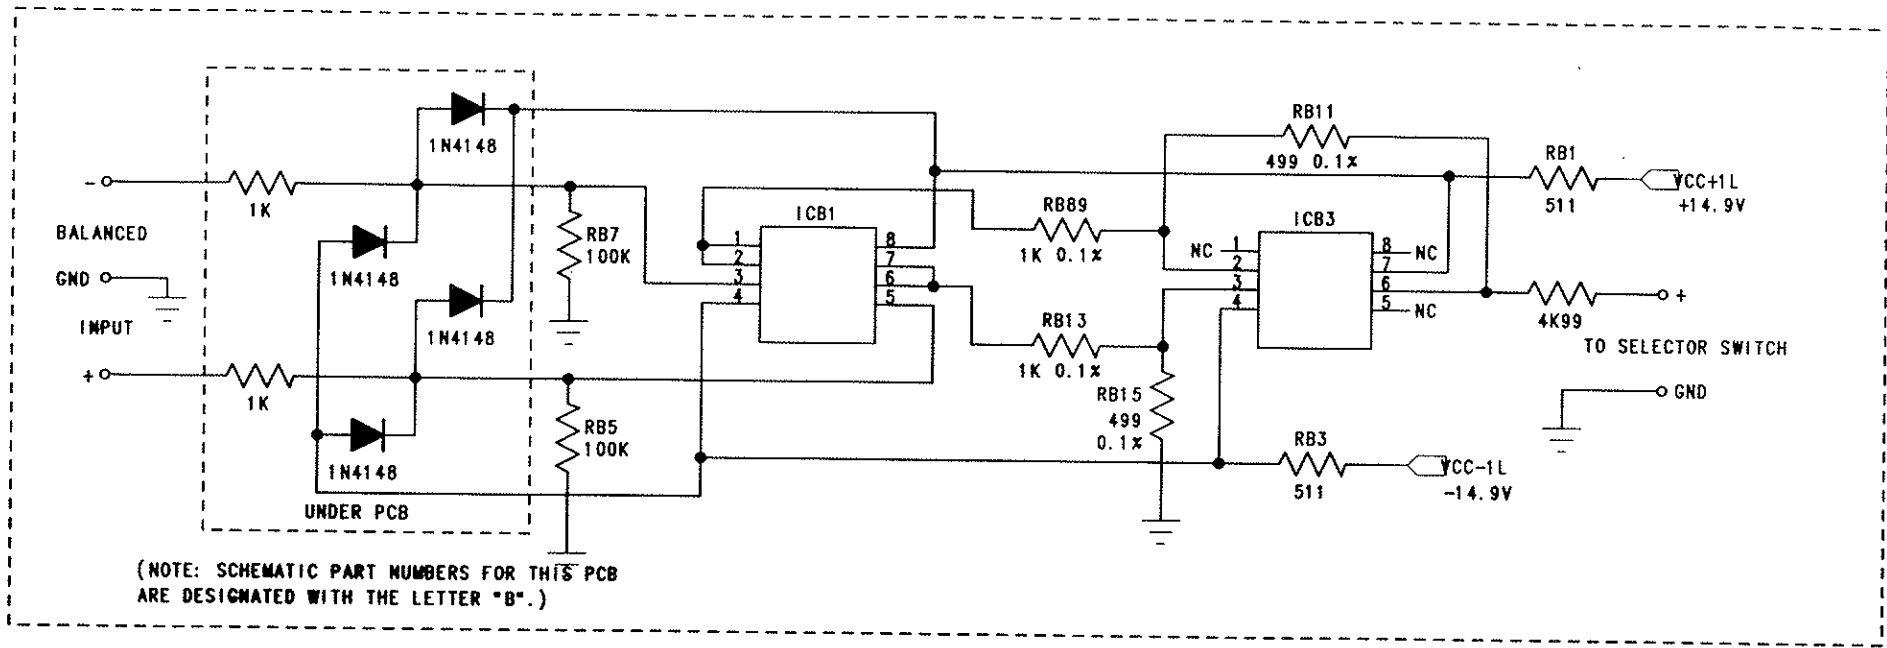 RB11
499 0.1%
1N4148
RB1
511
VCC+1L
+14.9V
-
1K
BALANCED
GND
INPUT
+
1K
1N4148
1N4148
1N4148
UNDER PCB
RB7
100K
RB5
100K
ICB1
1
2
3
4
8
7
6
5
RB89
1K 0.1%
RB13
1K 0.1%
RB15
499
0.1%
ICB3
NC
1
2
3
4
8
NC
7
6
5
NC
4K99
+
TO SELECTOR SWITCH
GND
RB3
511
VCC-1L
-14.9V
(NOTE: SCHEMATIC PART NUMBERS FOR THIS PCB
ARE DESIGNATED WITH THE LETTER "B".)